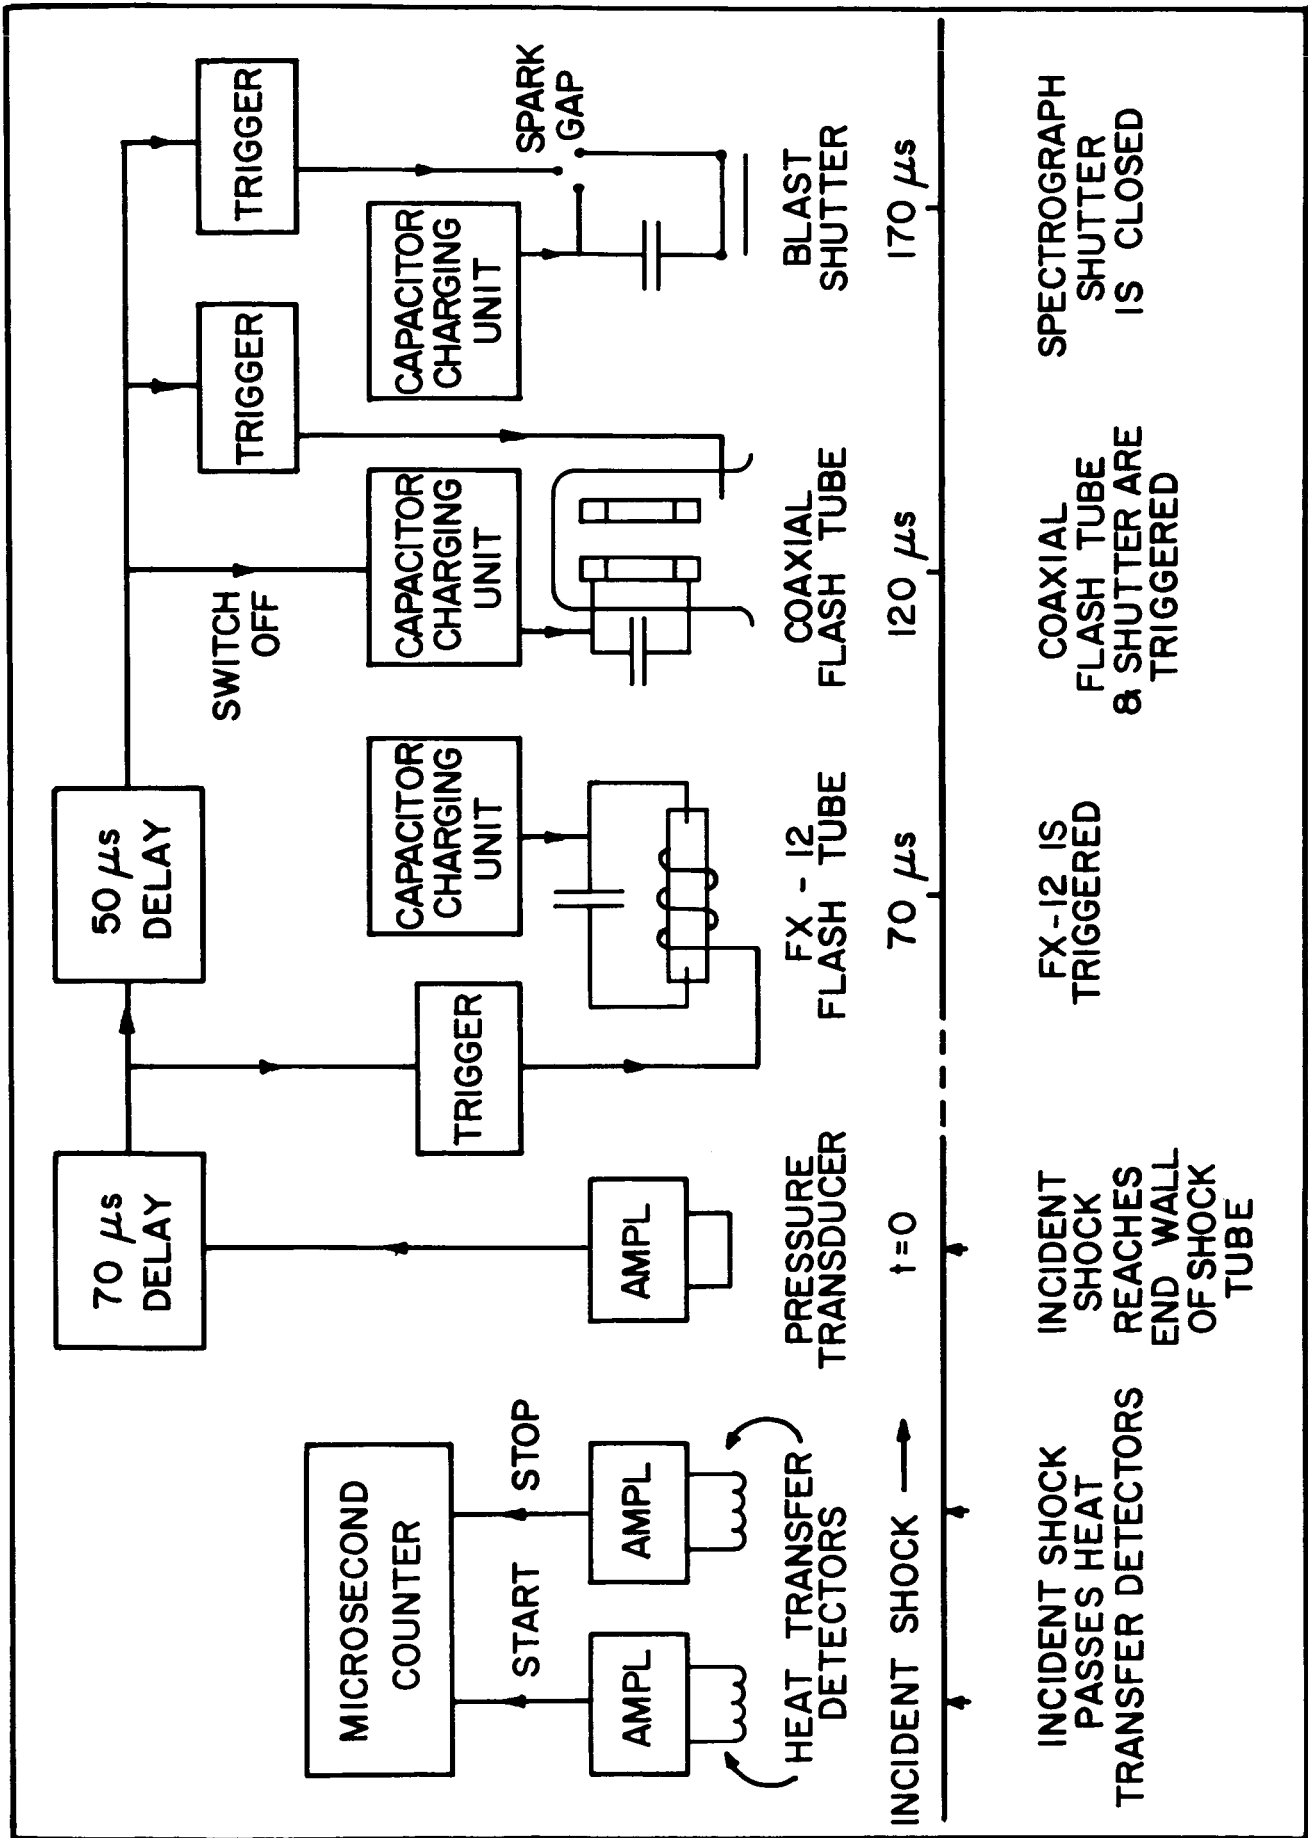 70 μs
DELAY
50 μs
DELAY
SWITCH
OFF
TRIGGER
TRIGGER
MICROSECOND
COUNTER
START
STOP
AMPL
AMPL
AMPL
TRIGGER
CAPACITOR
CHARGING
UNIT
CAPACITOR
CHARGING
UNIT
CAPACITOR
CHARGING
UNIT
SPARK
GAP
HEAT TRANSFER
DETECTORS
PRESSURE
TRANSDUCER
FX - 12
FLASH TUBE
COAXIAL
FLASH TUBE
BLAST
SHUTTER
INCIDENT SHOCK
t=0
70 μs
120 μs
170 μs
INCIDENT SHOCK
PASSES HEAT
TRANSFER DETECTORS
INCIDENT
SHOCK
REACHES
END WALL
OF SHOCK
TUBE
FX-12 IS
TRIGGERED
COAXIAL
FLASH TUBE
& SHUTTER ARE
TRIGGERED
SPECTROGRAPH
SHUTTER
IS CLOSED